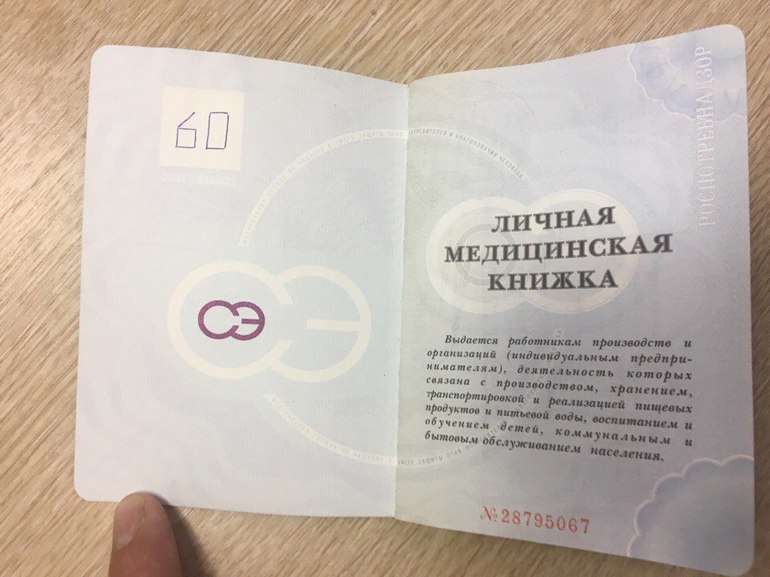 60
СЭ
СЭ
РОСПОТРЕБНАДЗОР
ЛИЧНАЯ
МЕДИЦИНСКАЯ
КНИЖКА
Выдается работникам производств и
организаций (индивидуальным предпри-
нимателям), деятельность которых
связана с производством, хранением,
транспортировкой и реализацией пищевых
продуктов и питьевой воды, воспитанием и
обучением детей, коммунальным и
бытовым обслуживанием населения.
№28795067